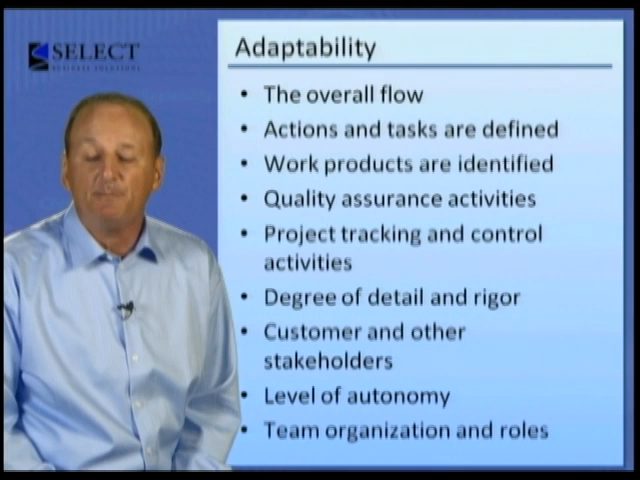 SELECT
BUSINESS SOLUTIONS
Adaptability
• The overall flow
• Actions and tasks are defined
• Work products are identified
• Quality assurance activities
• Project tracking and control
activities
• Degree of detail and rigor
• Customer and other
stakeholders
• Level of autonomy
• Team organization and roles